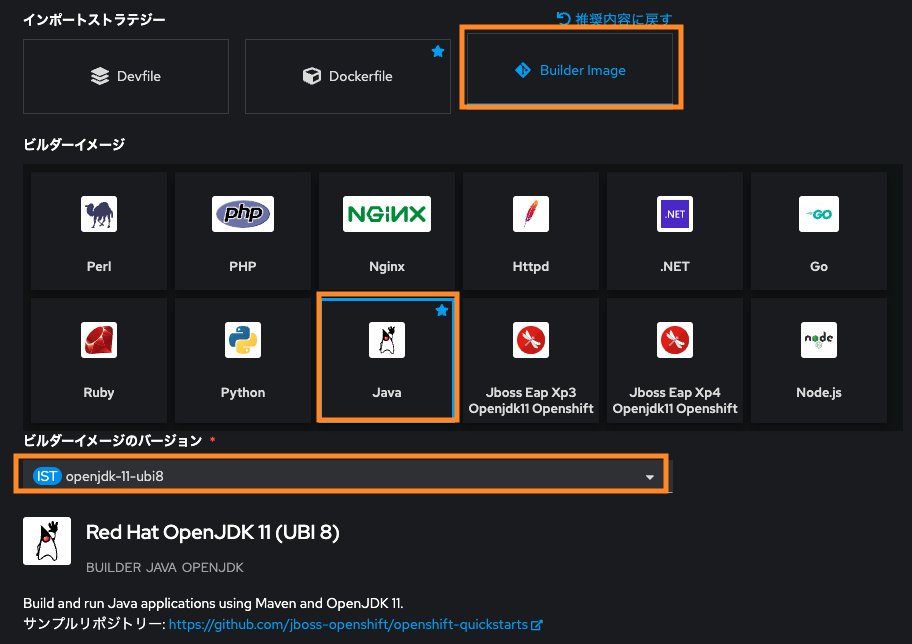 インポートストラテジー
推奨内容に戻す
Devfile
Dockerfile
Builder Image
ビルダーイメージ
php
NGiNX
.NET
GO
Perl
PHP
Nginx
Httpd
.NET
Go
node
Ruby
Python
Java
Jboss Eap Xp3
Openjdk11 Openshift
Jboss Eap Xp4
Openjdk11 Openshift
Node.js
ビルダーイメージのバージョン *
IST openjdk-11-ubi8
Red Hat OpenJDK 11 (UBI 8)
BUILDER JAVA OPENJDK
Build and run Java applications using Maven and OpenJDK 11.
サンプルリポジトリー: https://github.com/jboss-openshift/openshift-quickstarts